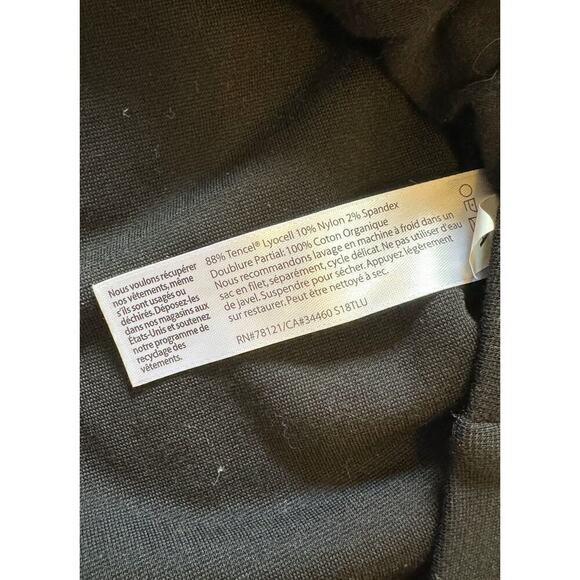 88% Tencel® Lyocell 10% Nylon 2% Spandex
Doublure Partial: 100% Coton Organique
Nous recommandons lavage en machine à froid dans un
sac en filet, séparément, cycle délicat. Ne pas utiliser d'eau
de javel. Suspendre pour sécher. Appliquez légèrement
sur restaurer. Peut être nettoyé à sec.
RN#78121/CA#34460 S18TLU
Nous voulons récupérer
nos vêtements, même
s'ils sont usagés ou
déchirés. Déposez-les
dans nos magasins aux
États-Unis et soutenez
notre programme de
recyclage des
vêtements.